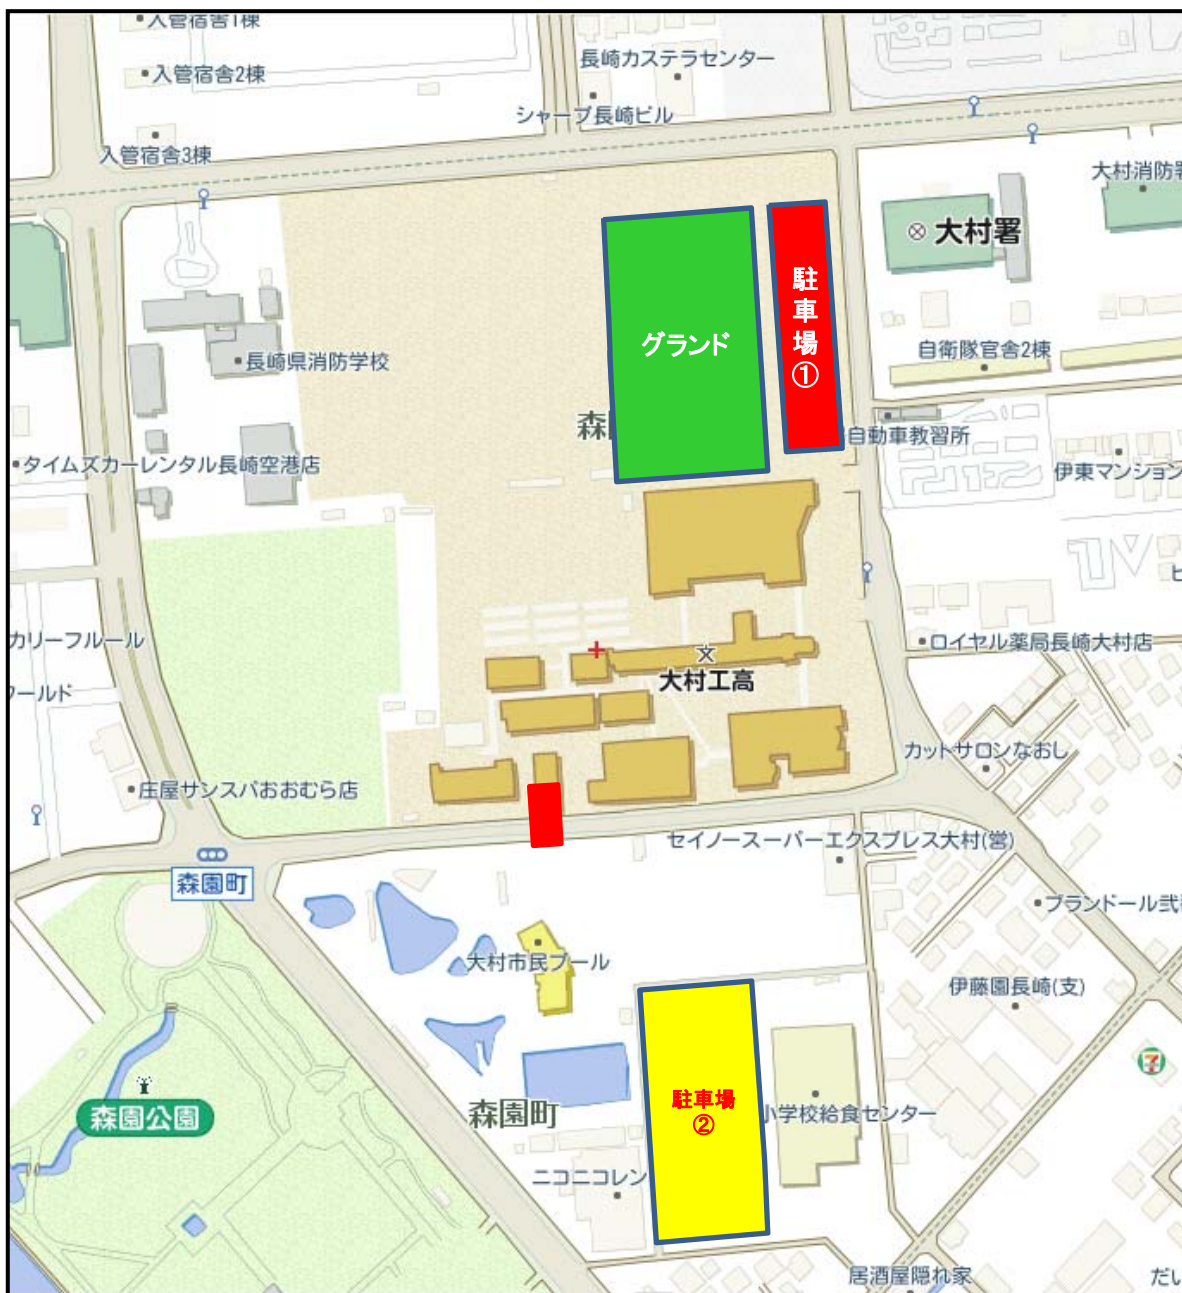 入管宿舎1棟
入管宿舎2棟
長崎カステラセンター
シャープ長崎ビル
入管宿舎3棟
大村消防署
大村署
駐車場①
グランド
自衛隊官舎2棟
長崎県消防学校
森
自動車教習所
タイムズカーレンタル長崎空港店
伊東マンション
カリーフルール
ロイヤル薬局長崎大村店
大村工高
ワールド
カットサロンなおし
庄屋サンスパおおむら店
セイノースーパーエクスプレス大村(営)
森園町
ブランドール弐
大村市民プール
伊藤園長崎(支)
7
駐車場
②
森園公園
森園町
小学校給食センター
ニコニコレン
居酒屋隠れ家
だい